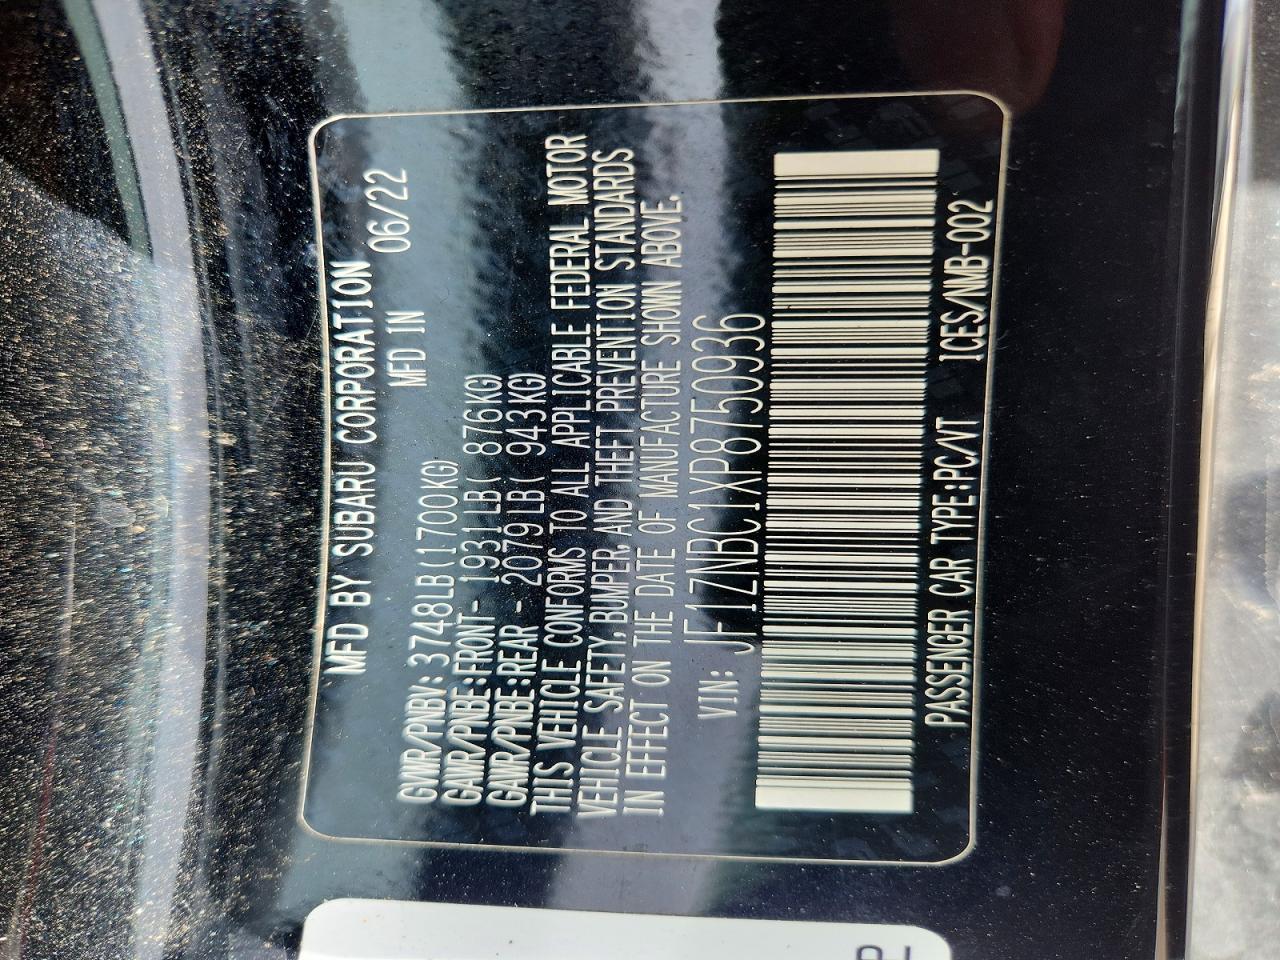 MFD BY SUBARU CORPORATION
MFD IN 06/22
GVWR/PNBV: 3748LB(1700KG)
GAWR/PNBE:FRONT- 1931LB( 876KG)
GAWR/PNBE:REAR - 2079LB( 943KG)
THIS VEHICLE CONFORMS TO ALL APPLICABLE FEDERAL MOTOR
VEHICLE SAFETY, BUMPER, AND THEFT PREVENTION STANDARDS
IN EFFECT ON THE DATE OF MANUFACTURE SHOWN ABOVE.
VIN: JF1ZNBC1XP8750936
PASSENGER CAR TYPE:PC/VT ICES/NMB-002